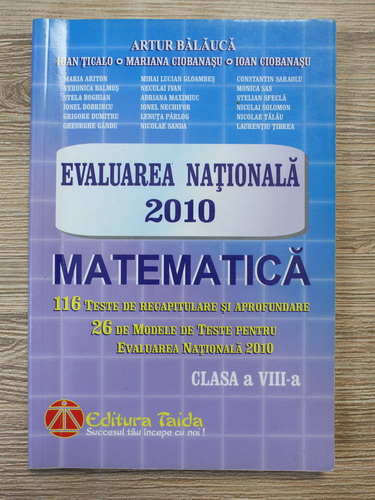 ARTUR BĂLĂUCĂ
IOAN ȚICALO • MARIANA CIOBANAȘU • IOAN CIOBANAȘU
MARIA ARITON MIHAI LUCIAN GLOAMBEȘ CONSTANTIN SARAOLU
VERONICA BALMUȘ NECULAI IVAN MONICA SAS
STELA BOGHIAN ADRIANA MAXIMIUC STELIAN SFECLĂ
IONEL DOBRINCU IONEL NECHIFOR NICULAI SOLOMON
GRIGORE DUMITRU LENUȚA PÂRLOG NICOLAE TĂLĂU
GHEORGHE GÂNDU NICOLAE SANDA LAURENȚIU ȚIBREA
EVALUAREA NAȚIONALĂ
2010
MATEMATICĂ
116 TESTE DE RECAPITULARE ȘI APROFUNDARE
26 DE MODELE DE TESTE PENTRU
EVALUAREA NAȚIONALĂ 2010
CLASA a VIII-a
Editura Taida
Succesul tău începe cu noi !